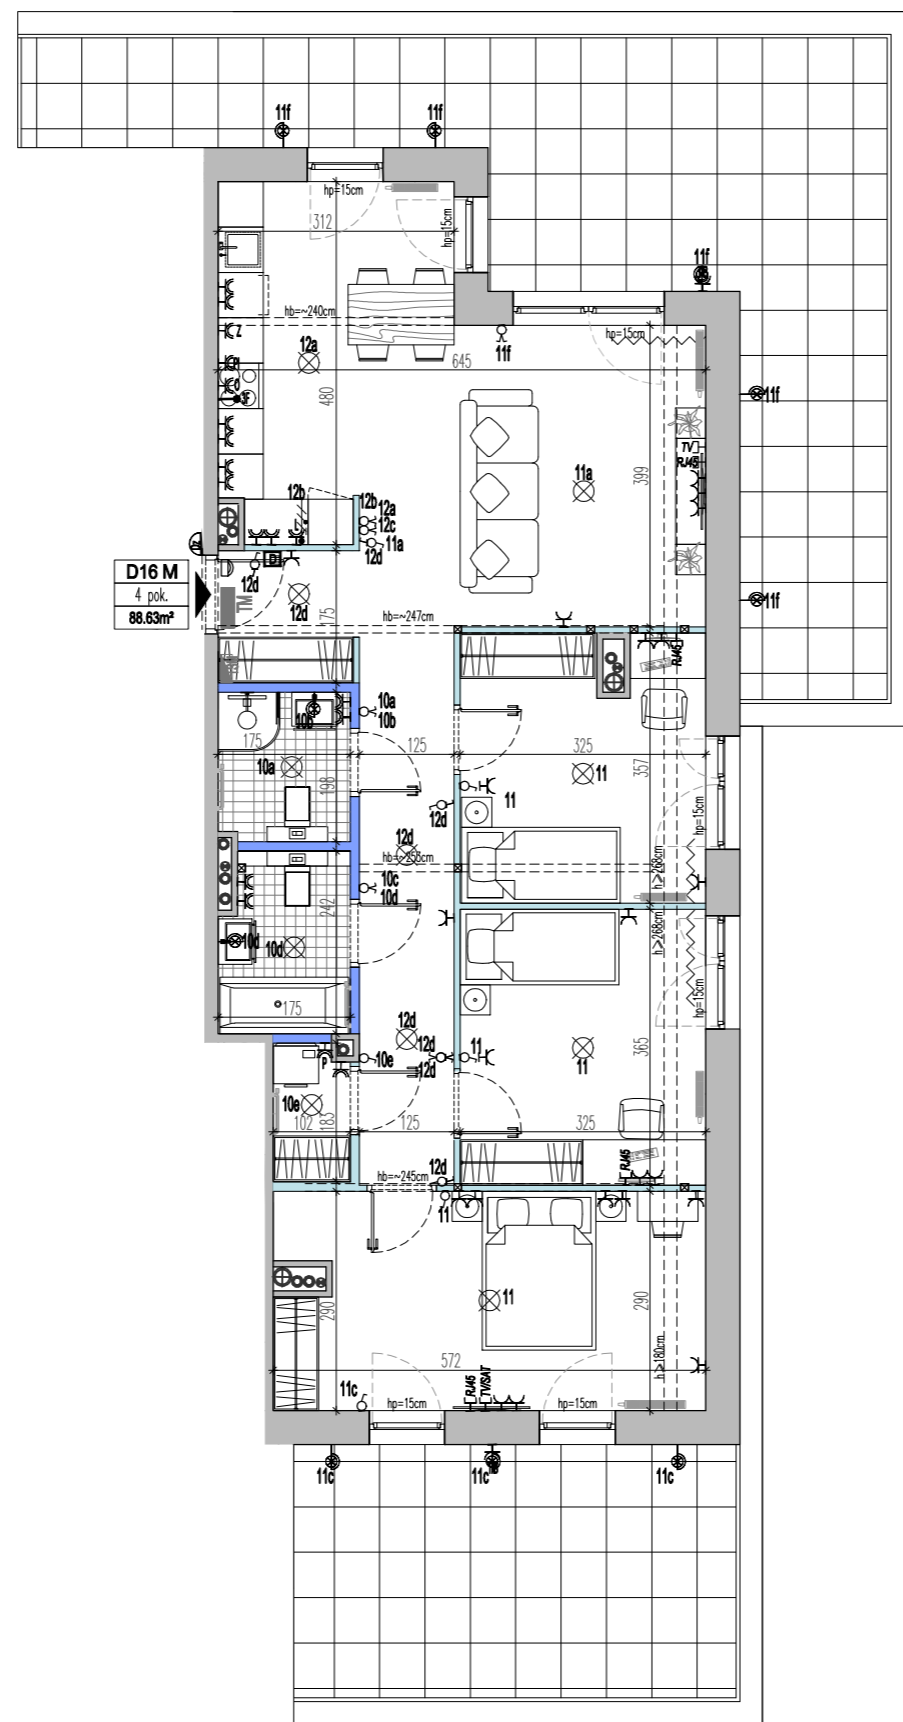 11f
11f
hp=15cm
312
hp=15cm
11f
hb=~240cm
Z
11f
hp=15cm
12a
645
11f
480
3F
TV
RJ45
399
11a
12b
12b
12a
12c
11a
12d
D16 M
4 pok.
88.63m²
D
12d
TM
12d
175
11f
hb=~247cm
RJ45
10a
10b
10b
175
125
325
10a
198
357
11
11
12d
hp=15cm
12d
hb=~253cm
h≥268cm
10c
10d
242
10d
10d
h≥268cm
hp=15cm
175
12d
12d
11
10e
12d
P
365
11
10e
102
183
125
325
RJ45
hb=~245cm
12d
11
11
290
290
572
h≥180cm
11c
hp=15cm
RJ45
TV/SAT
hp=15cm
11c
11c
11c